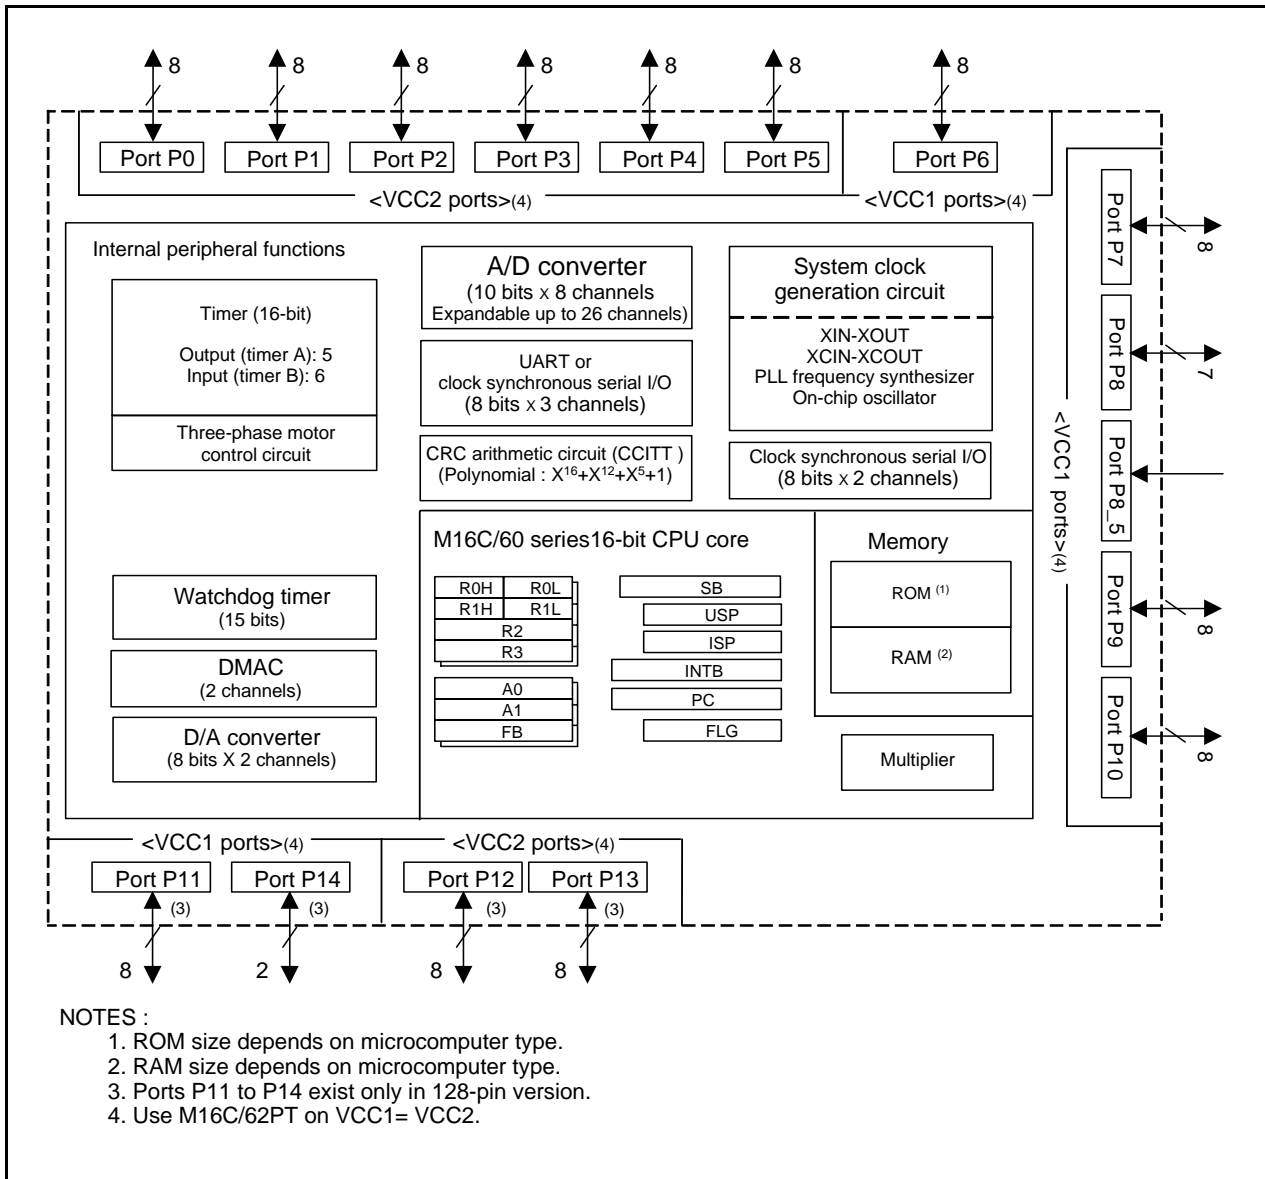 8 8 8 8 8 8 8
Port P0 Port P1 Port P2 Port P3 Port P4 Port P5 Port P6
<VCC2 ports>(4) <VCC1 ports>(4)
Internal peripheral functions
Timer (16-bit)
Output (timer A): 5
Input (timer B): 6
Three-phase motor
control circuit
Watchdog timer
(15 bits)
DMAC
(2 channels)
D/A converter
(8 bits X 2 channels)
A/D converter
(10 bits x 8 channels
Expandable up to 26 channels)
UART or
clock synchronous serial I/O
(8 bits x 3 channels)
CRC arithmetic circuit (CCITT )
(Polynomial : X¹⁶+X¹²+X⁵+1)
System clock
generation circuit
XIN-XOUT
XCIN-XCOUT
PLL frequency synthesizer
On-chip oscillator
Clock synchronous serial I/O
(8 bits x 2 channels)
M16C/60 series16-bit CPU core
R0H R0L
R1H R1L
R2
R3
A0
A1
FB
SB
USP
ISP
INTB
PC
FLG
Memory
ROM (1)
RAM (2)
Multiplier
<VCC1 ports>(4)
Port P7
8
Port P8
7
Port P8_5
Port P9
8
Port P10
8
<VCC1 ports>(4) <VCC2 ports>(4)
Port P11 Port P14 Port P12 Port P13
(3) (3) (3) (3)
8 2 8 8
NOTES :
1. ROM size depends on microcomputer type.
2. RAM size depends on microcomputer type.
3. Ports P11 to P14 exist only in 128-pin version.
4. Use M16C/62PT on VCC1= VCC2.